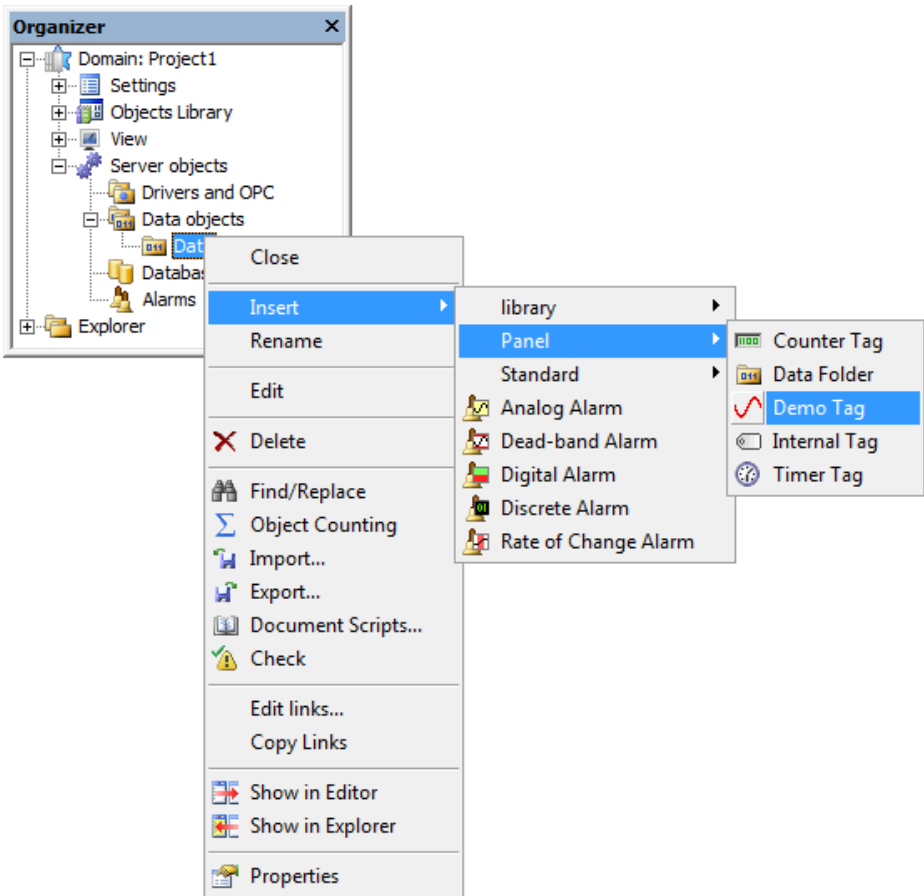 Organizer
Domain: Project1
Settings
Objects Library
View
Server objects
Drivers and OPC
Data objects
Close
Insert
Rename
Edit
Delete
Find/Replace
Object Counting
Import...
Export...
Document Scripts...
Check
Edit links...
Copy Links
Show in Editor
Show in Explorer
Properties
Alarms
Explorer
library
Panel
Standard
Analog Alarm
Dead-band Alarm
Digital Alarm
Discrete Alarm
Rate of Change Alarm
Counter Tag
Data Folder
Demo Tag
Internal Tag
Timer Tag